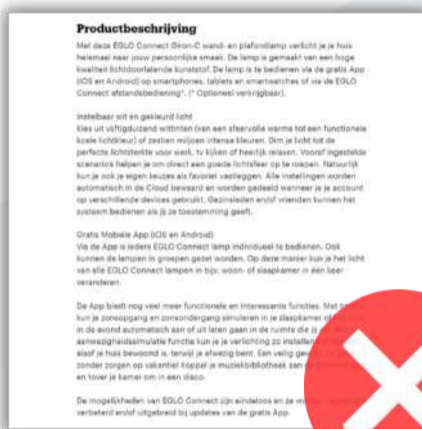 Productbeschrijving
Met deze EGLO Connect Giron-C wand- en plafondlamp verlicht je je huis
helemaal naar jouw persoonlijke smaak. De lamp is gemaakt van een hoge
kwaliteit lichtdoorlatende kunststof. De lamp is te bedienen via de gratis App
(iOS en Android) op smartphones, tablets en smartwatches of via de EGLO
Connect afstandsbediening*. (* Optioneel verkrijgbaar).
Instelbaar wit en gekleurd licht
Kies uit vijftigduizend wittinten (van een sfeervolle warme tot een functionele
koele lichtkleur) of zestien miljoen intense kleuren. Dim je licht tot de
perfecte lichtsterkte voor werk, tv kijken of heerlijk relaxen. Vooraf ingestelde
scenario's helpen je om direct een goede lichtsfeer op te roepen. Natuurlijk
kun je ook je eigen keuzes als favoriet vastleggen. Alle instellingen worden
automatisch in de Cloud bewaard en worden gedeeld wanneer je je account
op verschillende devices gebruikt. Gezinsleden en/of vrienden kunnen het
systeem bedienen als jij ze toestemming geeft.
Gratis Mobiele App (iOS en Android)
Via de App is iedere EGLO Connect lamp individueel te bedienen. Ook
kunnen de lampen in groepen gezet worden. Op deze manier kun je het licht
van alle EGLO Connect lampen in bijv. woon- of slaapkamer in één keer
veranderen.
De App biedt nog veel meer functionele en interessante functies. Met
kun je zonsopgang en zonsondergang simuleren in je slaapkamer of
in de avond automatisch aan of uit laten gaan in de ruimte die jij
aanwezigheidssimulatie functie kun je je verlichting zo instellen
alsof je huis bewoond is, terwijl je afwezig bent. Een veilig
zonder zorgen op vakantie! Koppel je muziekbibliotheek aan
en tover je kamer om in een disco.
De mogelijkheden van EGLO Connect zijn eindeloos en ze worden
verbeterd en/of uitgebreid bij updates van de gratis App.